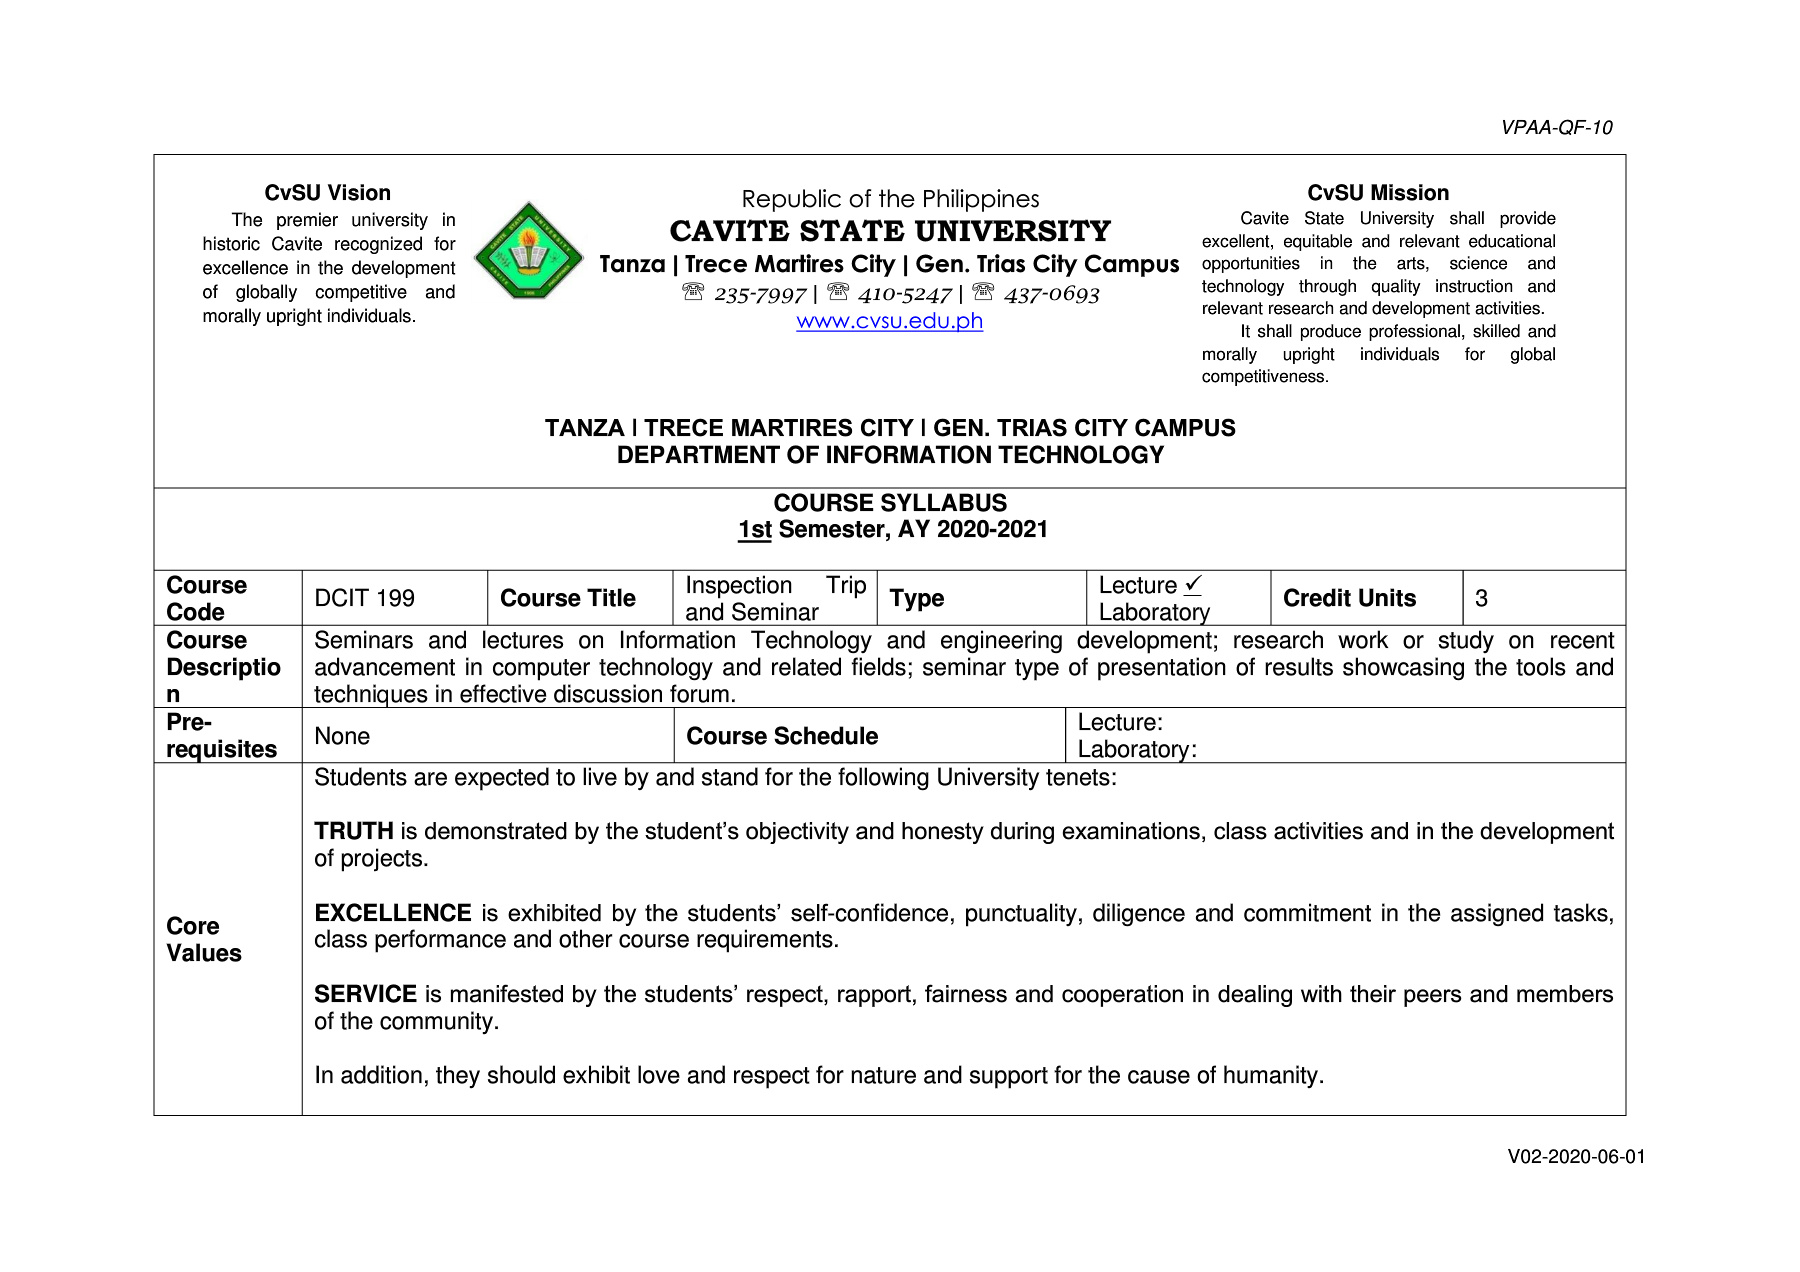 VPAA-QF-10
CvSU Vision
The premier university in
historic Cavite recognized for
excellence in the development
of globally competitive and
morally upright individuals.
Republic of the Philippines
CAVITE STATE UNIVERSITY
Tanza | Trece Martires City | Gen. Trias City Campus
☏ 235-7997 | ☏ 410-5247 | ☏ 437-0693
www.cvsu.edu.ph
CvSU Mission
Cavite State University shall provide
excellent, equitable and relevant educational
opportunities in the arts, science and
technology through quality instruction and
relevant research and development activities.
It shall produce professional, skilled and
morally upright individuals for global
competitiveness.
TANZA | TRECE MARTIRES CITY | GEN. TRIAS CITY CAMPUS
DEPARTMENT OF INFORMATION TECHNOLOGY
COURSE SYLLABUS
1st Semester, AY 2020-2021
Course
Code
DCIT 199
Course Title
Inspection Trip
and Seminar
Type
Lecture ✓
Laboratory
Credit Units
3
Course
Descriptio
n
Seminars and lectures on Information Technology and engineering development; research work or study on recent
advancement in computer technology and related fields; seminar type of presentation of results showcasing the tools and
techniques in effective discussion forum.
Pre-
requisites
None
Course Schedule
Lecture:
Laboratory:
Core
Values
Students are expected to live by and stand for the following University tenets:
TRUTH is demonstrated by the student’s objectivity and honesty during examinations, class activities and in the development
of projects.
EXCELLENCE is exhibited by the students’ self-confidence, punctuality, diligence and commitment in the assigned tasks,
class performance and other course requirements.
SERVICE is manifested by the students’ respect, rapport, fairness and cooperation in dealing with their peers and members
of the community.
In addition, they should exhibit love and respect for nature and support for the cause of humanity.
V02-2020-06-01